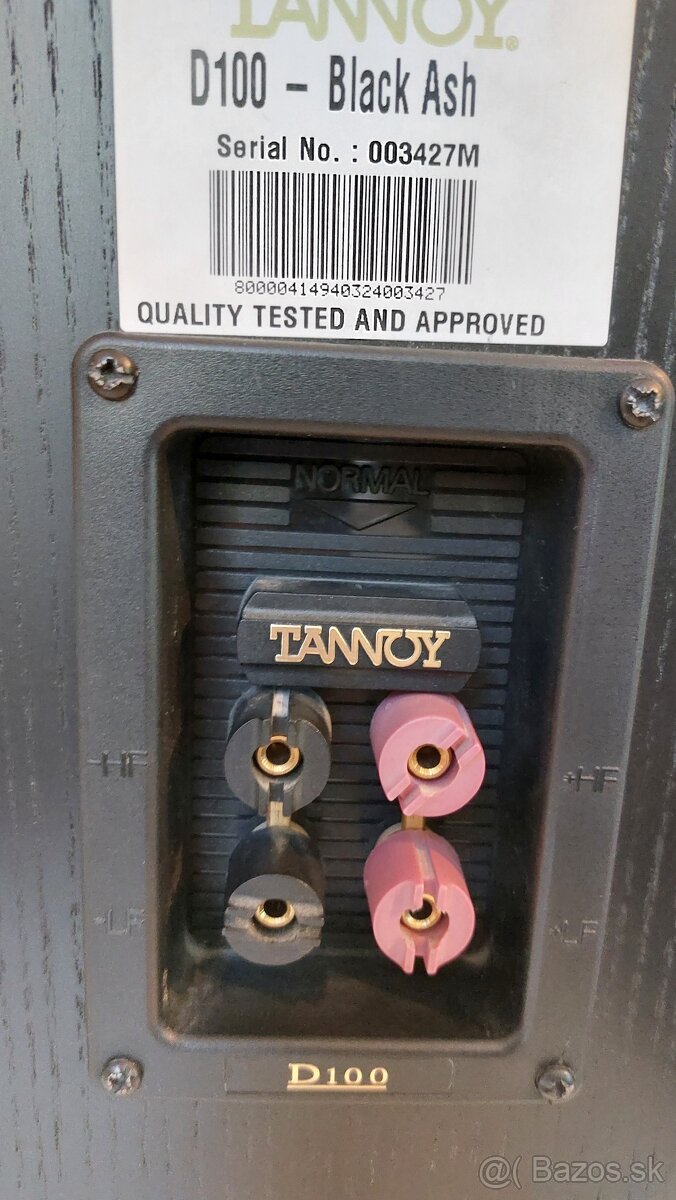 TANNOY®
D100 - Black Ash
Serial No. : 003427M
80000414940324003427
QUALITY TESTED AND APPROVED
NORMAL
TANNOY
-HF +HF
-LF +LF
D100
@( Bazos.sk